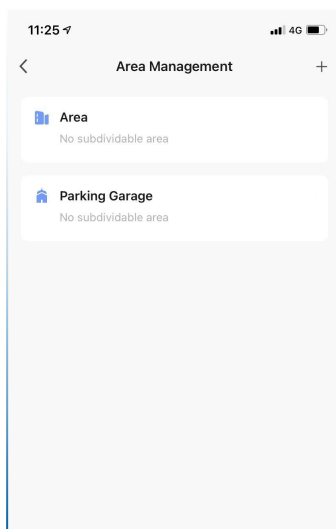 11:25
4G
Area Management
Area
No subdividable area
Parking Garage
No subdividable area